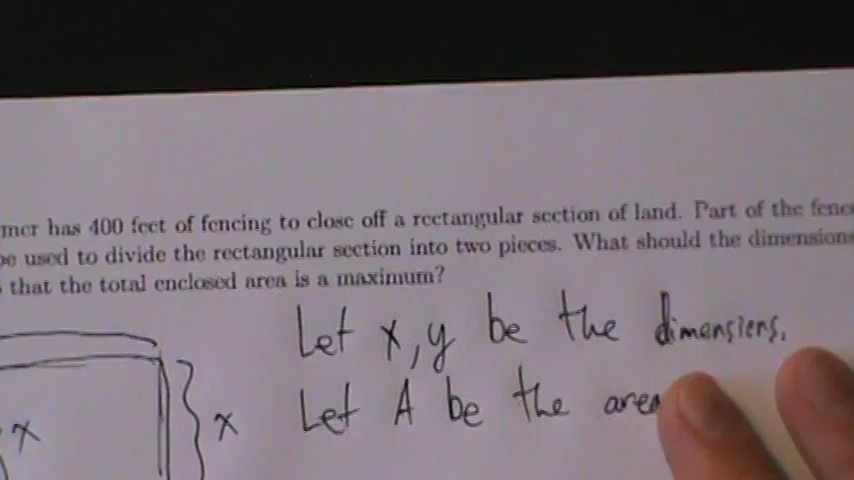 mer has 400 feet of fencing to close off a rectangular section of land. Part of the fence
be used to divide the rectangular section into two pieces. What should the dimensions
that the total enclosed area is a maximum?
Let x, y be the dimensions.
Let A be the area
x
x